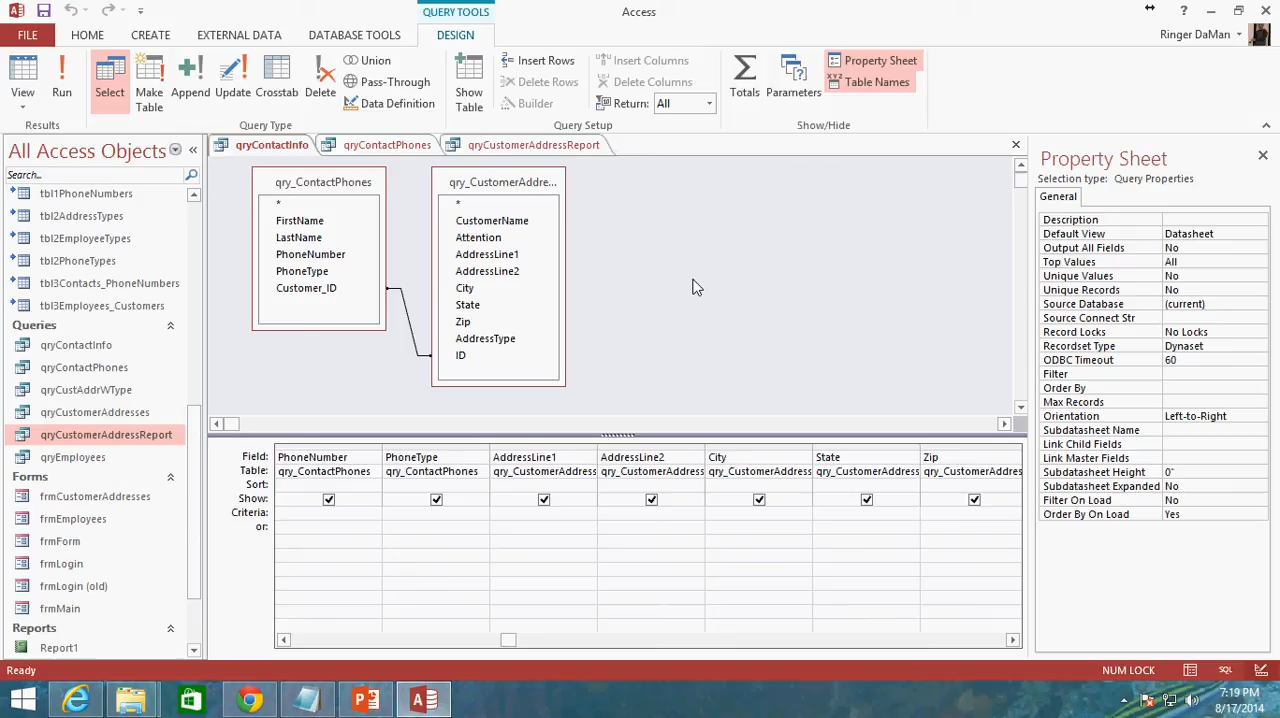 QUERY TOOLS
Access
?
FILE
HOME
CREATE
EXTERNAL DATA
DATABASE TOOLS
DESIGN
Ringer DaMan
View
Run
Select
Make Table
Append
Update
Crosstab
Delete
Union
Pass-Through
Data Definition
Show Table
Insert Rows
Delete Rows
Builder
Insert Columns
Delete Columns
Return: All
Totals
Parameters
Property Sheet
Table Names
Results
Query Type
Query Setup
Show/Hide
All Access Objects
Search...
tbl1PhoneNumbers
tbl2AddressTypes
tbl2EmployeeTypes
tbl2PhoneTypes
tbl3Contacts_PhoneNumbers
tbl3Employees_Customers
Queries
qryContactInfo
qryContactPhones
qryCustAddrWType
qryCustomerAddresses
qryCustomerAddressReport
qryEmployees
Forms
frmCustomerAddresses
frmEmployees
frmForm
frmLogin
frmLogin (old)
frmMain
Reports
Report1
qryContactInfo
qryContactPhones
qryCustomerAddressReport
qry_ContactPhones
*
FirstName
LastName
PhoneNumber
PhoneType
Customer_ID
qry_CustomerAddre...
*
CustomerName
Attention
AddressLine1
AddressLine2
City
State
Zip
AddressType
ID
Field: PhoneNumber PhoneType AddressLine1 AddressLine2 City State Zip
Table: qry_ContactPhones qry_ContactPhones qry_CustomerAddress qry_CustomerAddress qry_CustomerAddress qry_CustomerAddress qry_CustomerAddres
Sort:
Show:
Criteria:
or:
Property Sheet
Selection type: Query Properties
General
Description
Default View Datasheet
Output All Fields No
Top Values All
Unique Values No
Unique Records No
Source Database (current)
Source Connect Str
Record Locks No Locks
Recordset Type Dynaset
ODBC Timeout 60
Filter
Order By
Max Records
Orientation Left-to-Right
Subdatasheet Name
Link Child Fields
Link Master Fields
Subdatasheet Height 0"
Subdatasheet Expanded No
Filter On Load No
Order By On Load Yes
Ready
NUM LOCK
SQL
7:19 PM
8/17/2014